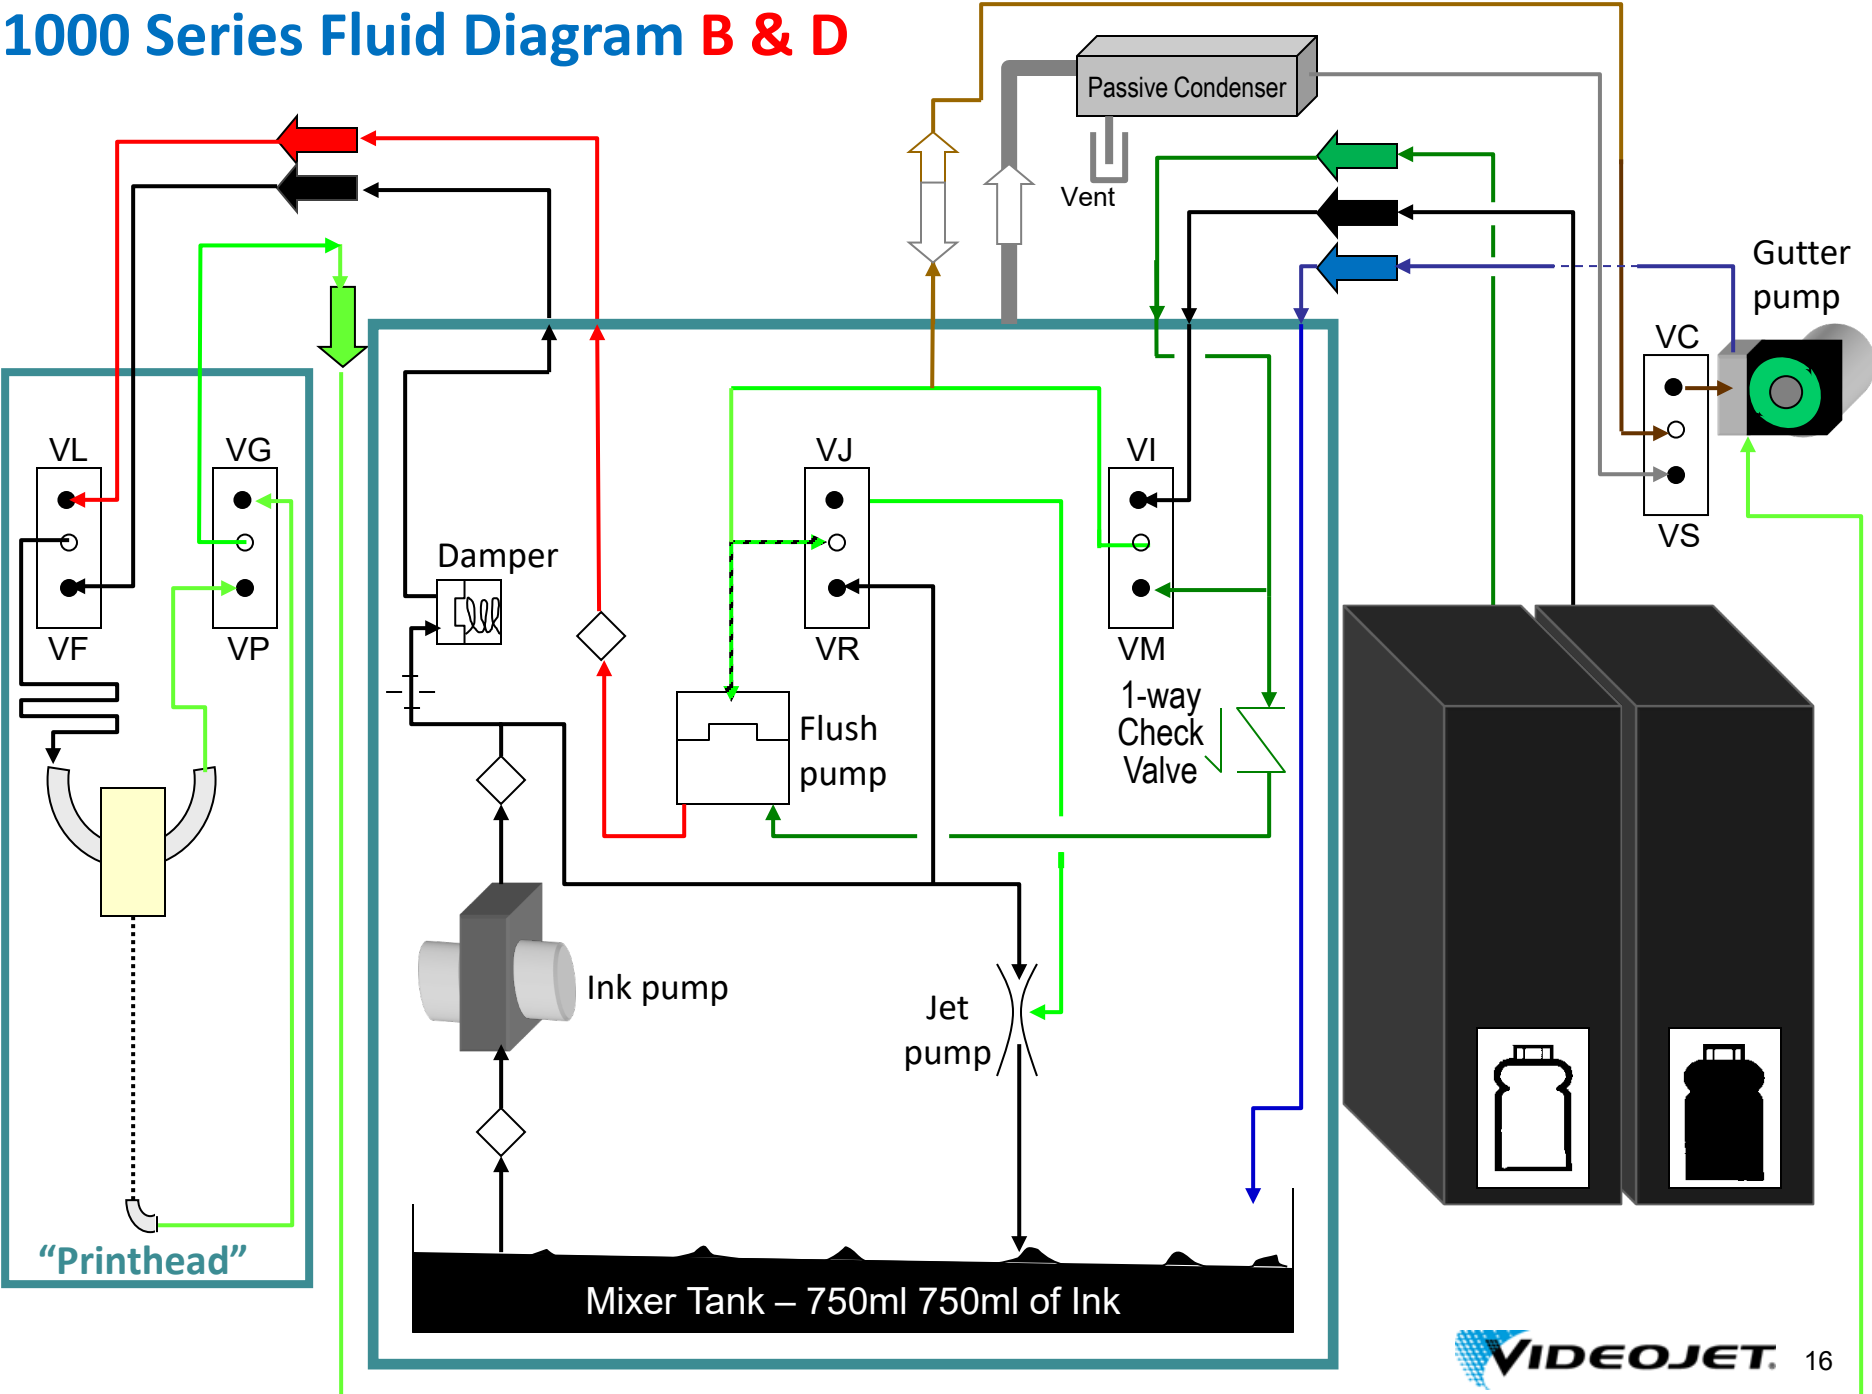 1000 Series Fluid Diagram B & D
Passive Condenser
Vent
Gutter
pump
VC
VS
VL
VF
VG
VP
VJ
VR
VI
VM
Damper
1-way
Check
Valve
Flush
pump
Ink pump
Jet
pump
“Printhead”
Mixer Tank – 750ml 750ml of Ink
VIDEOJET.
16